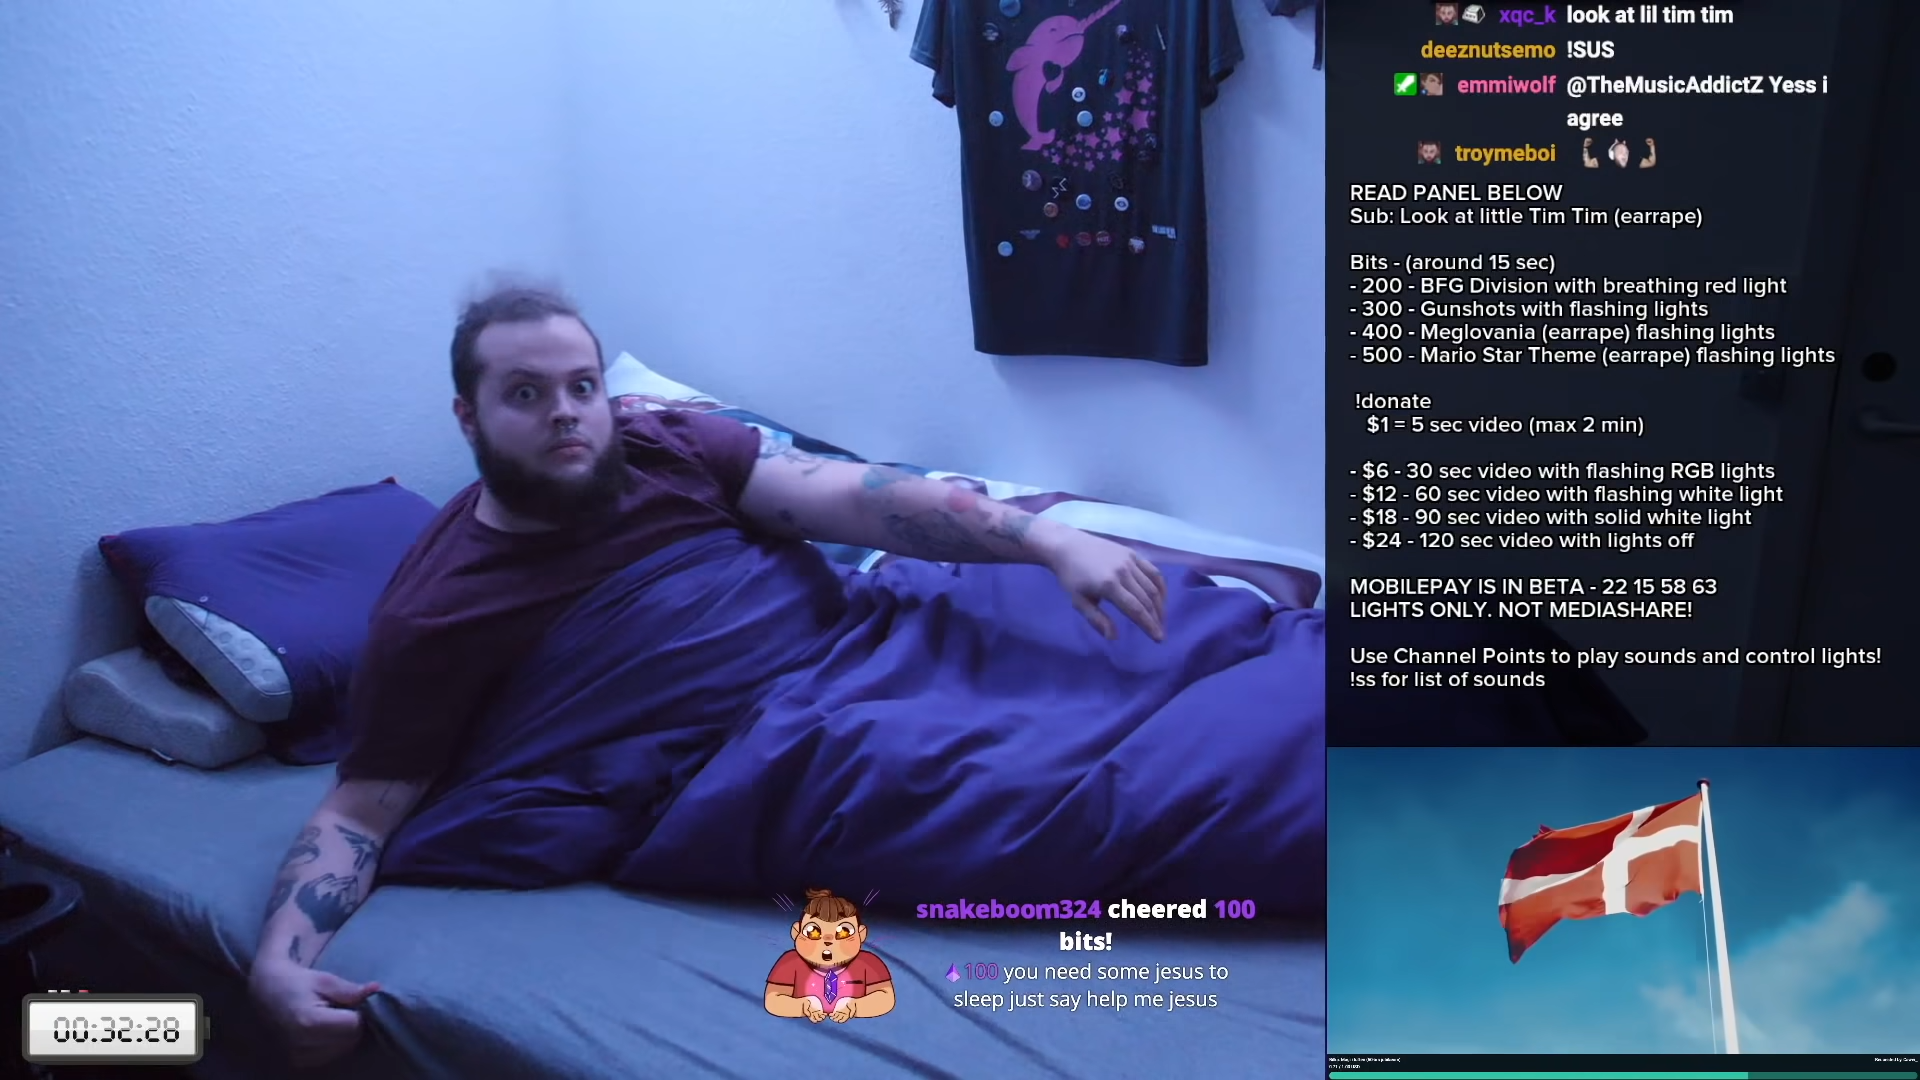 xqc_k look at lil tim tim
deeznutsemo !SUS
emmiwolf @TheMusicAddictZ Yess i
agree
troymeboi
READ PANEL BELOW
Sub: Look at little Tim Tim (earrape)
Bits - (around 15 sec)
- 200 - BFG Division with breathing red light
- 300 - Gunshots with flashing lights
- 400 - Meglovania (earrape) flashing lights
- 500 - Mario Star Theme (earrape) flashing lights
!donate
$1 = 5 sec video (max 2 min)
- $6 - 30 sec video with flashing RGB lights
- $12 - 60 sec video with flashing white light
- $18 - 90 sec video with solid white light
- $24 - 120 sec video with lights off
MOBILEPAY IS IN BETA - 22 15 58 63
LIGHTS ONLY. NOT MEDIASHARE!
Use Channel Points to play sounds and control lights!
!ss for list of sounds
snakeboom324 cheered 100
bits!
100 you need some jesus to
sleep just say help me jesus
00:32:28